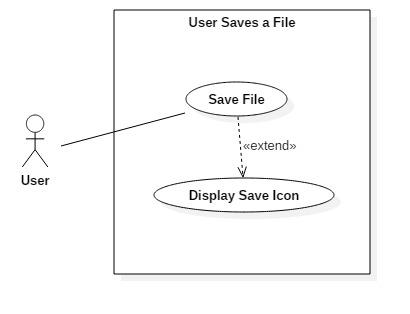 User Saves a File
Save File
«extend»
User
Display Save Icon